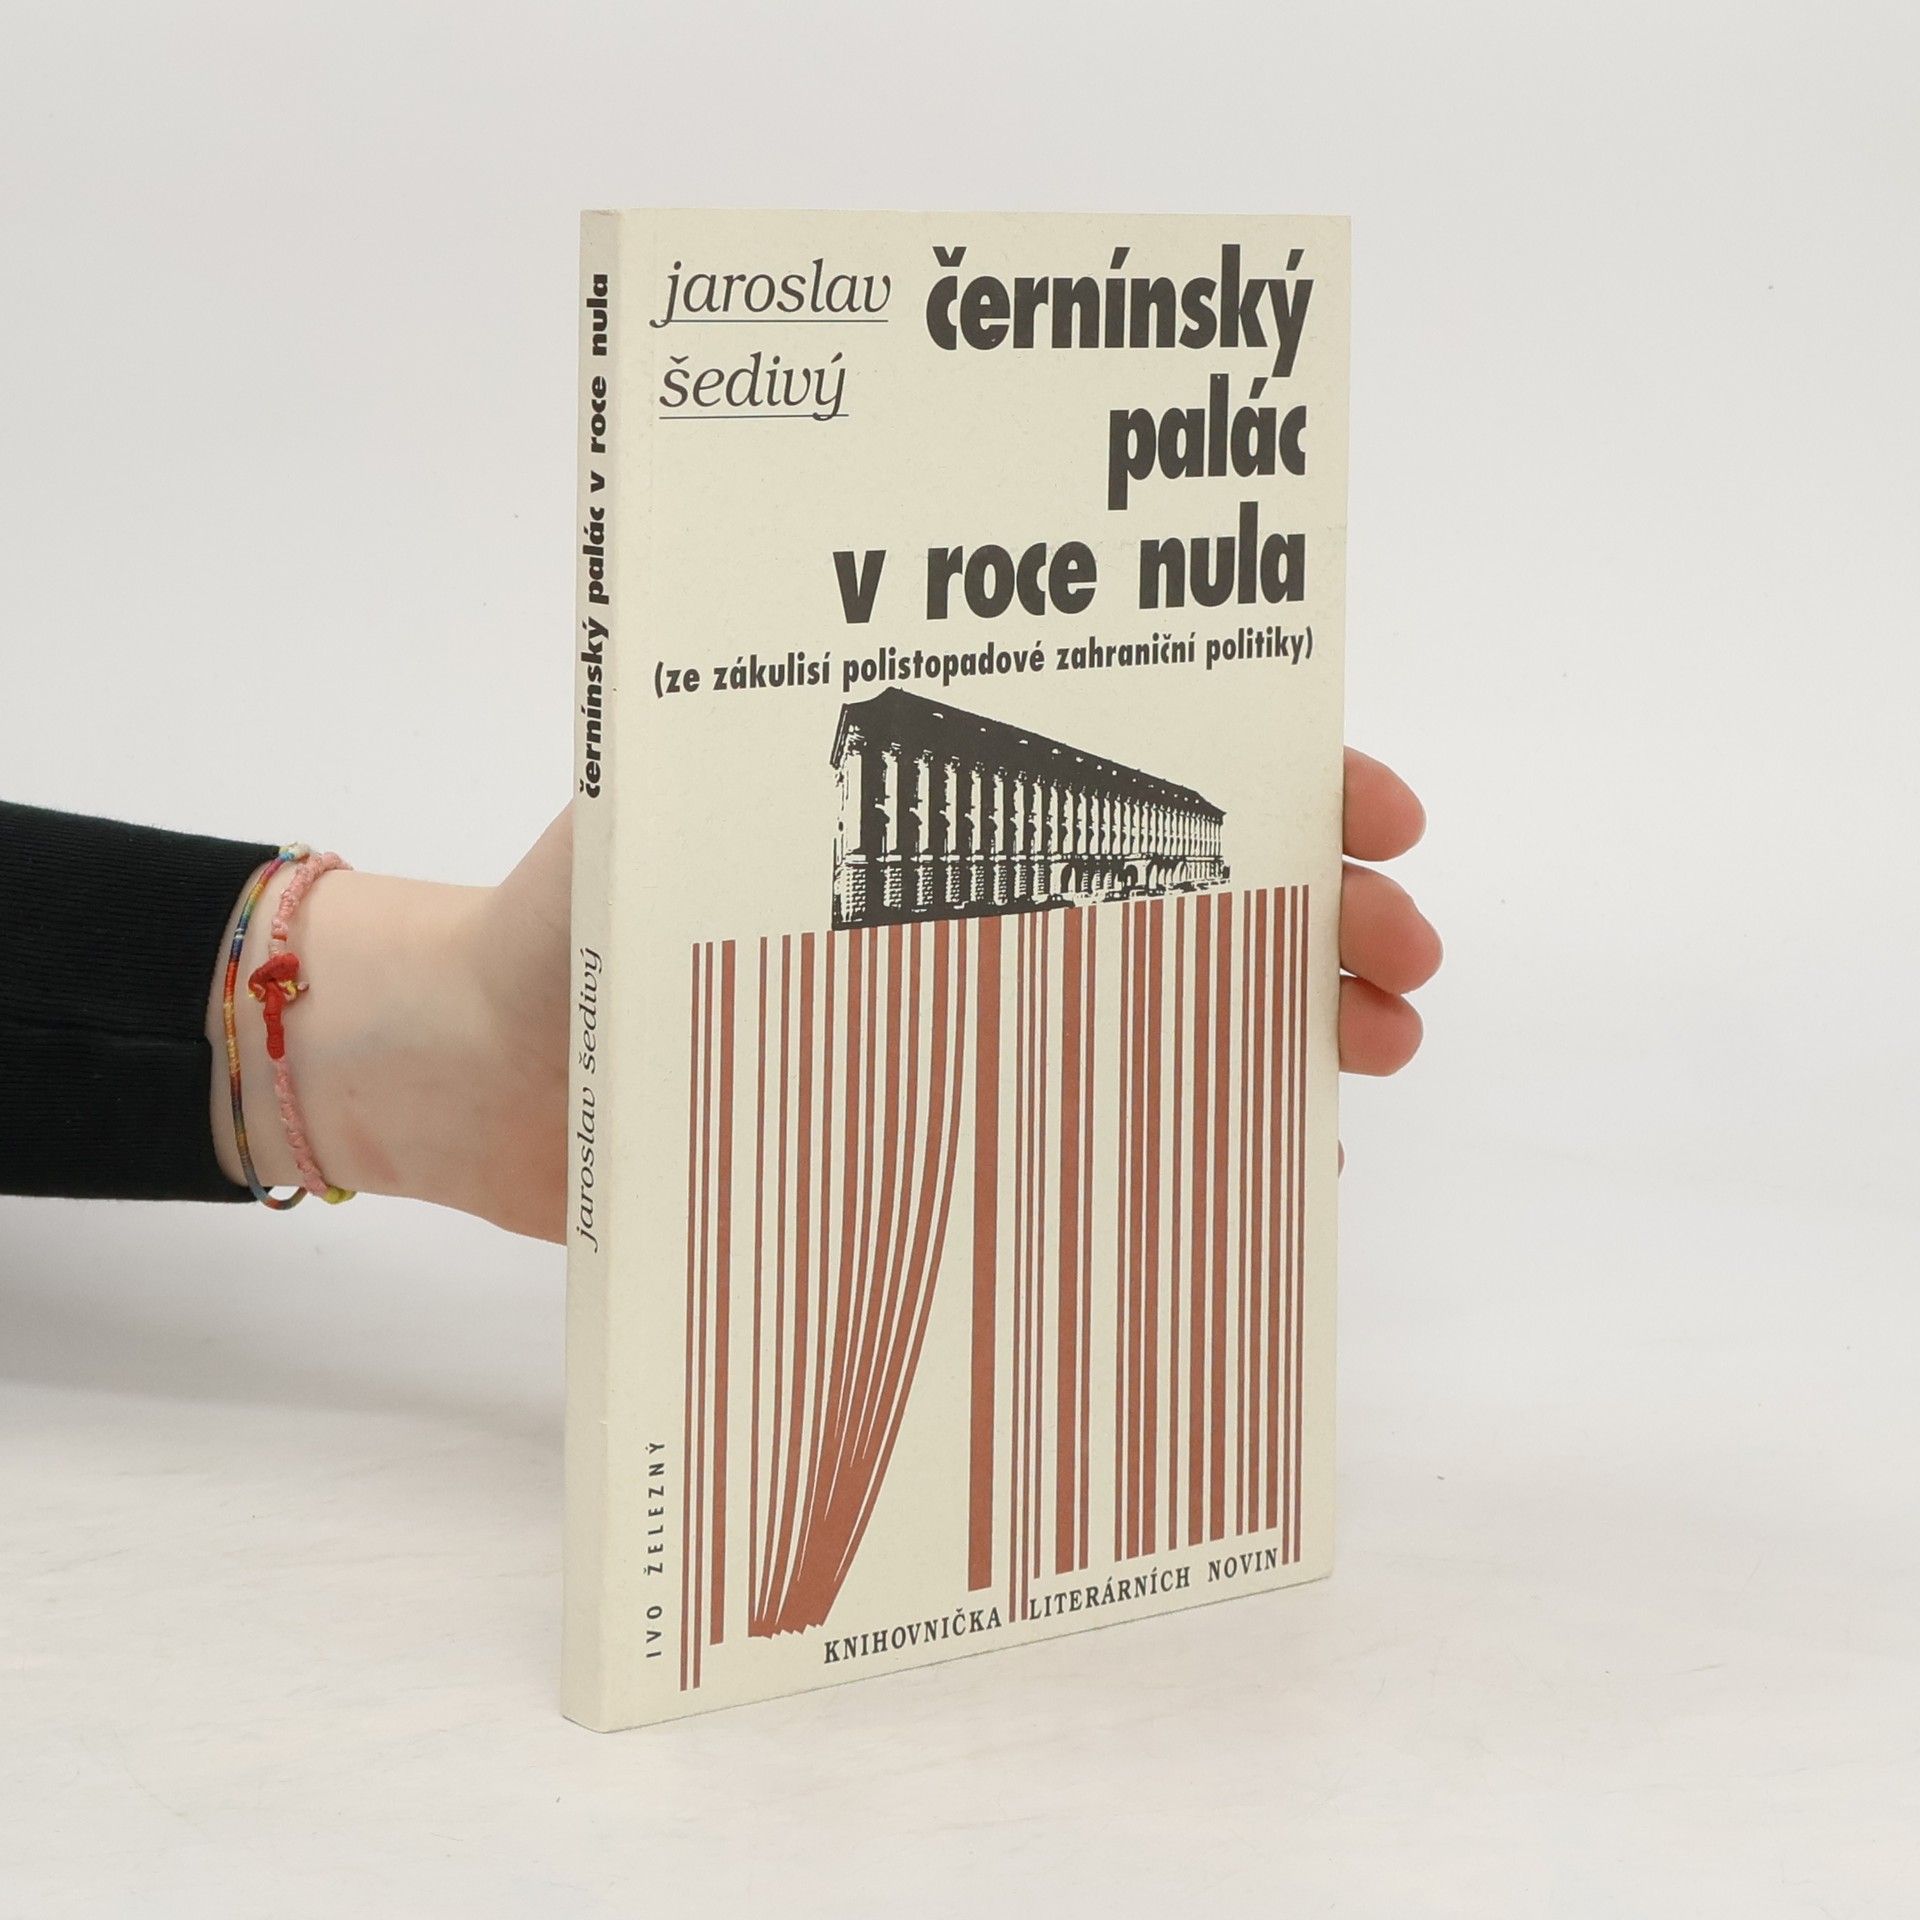 jaroslav
šedivý
černínský
palác
v roce nula
(ze zákulisí polistopadové zahraniční politiky)
IVO ŽELEZNÝ
KNIHOVNIČKA LITERÁRNÍCH NOVIN
černínský palác v roce nula
jaroslav šedivý